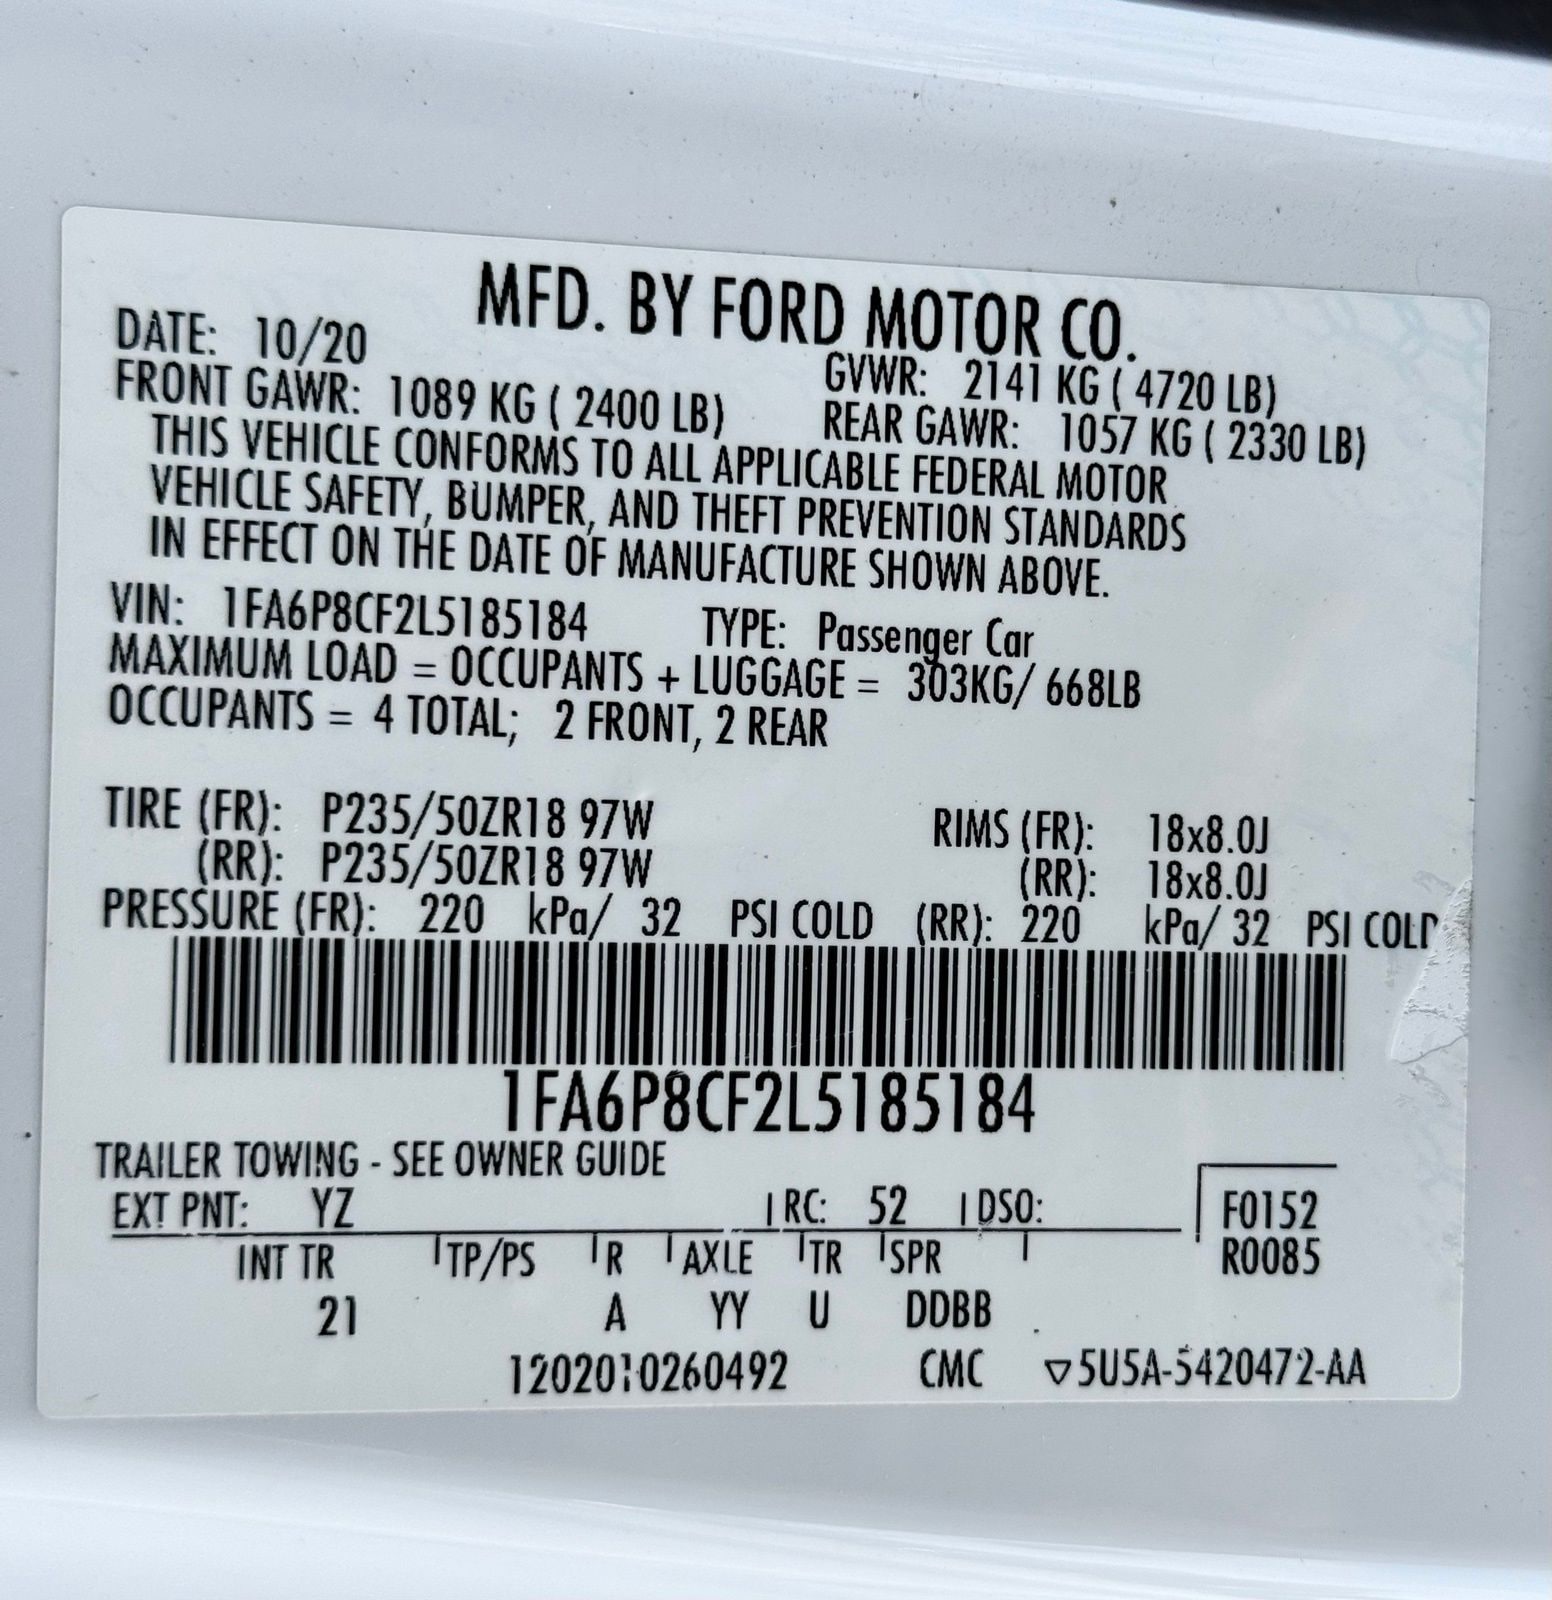 MFD. BY FORD MOTOR CO.
DATE: 10/20 GVWR: 2141 KG ( 4720 LB)
FRONT GAWR: 1089 KG ( 2400 LB) REAR GAWR: 1057 KG ( 2330 LB)
THIS VEHICLE CONFORMS TO ALL APPLICABLE FEDERAL MOTOR
VEHICLE SAFETY, BUMPER, AND THEFT PREVENTION STANDARDS
IN EFFECT ON THE DATE OF MANUFACTURE SHOWN ABOVE.
VIN: 1FA6P8CF2L5185184 TYPE: Passenger Car
MAXIMUM LOAD = OCCUPANTS + LUGGAGE = 303KG/ 668LB
OCCUPANTS = 4 TOTAL; 2 FRONT, 2 REAR
TIRE (FR): P235/50ZR18 97W RIMS (FR): 18x8.0J
(RR): P235/50ZR18 97W (RR): 18x8.0J
PRESSURE (FR): 220 kPa/ 32 PSI COLD (RR): 220 kPa/ 32 PSI COLD
1FA6P8CF2L5185184
TRAILER TOWING - SEE OWNER GUIDE
EXT PNT: YZ RC: 52 DSO: F0152
INT TR TP/PS R AXLE TR SPR R0085
21 A YY U DDBB
1202010260492 CMC ▽5U5A-5420472-AA